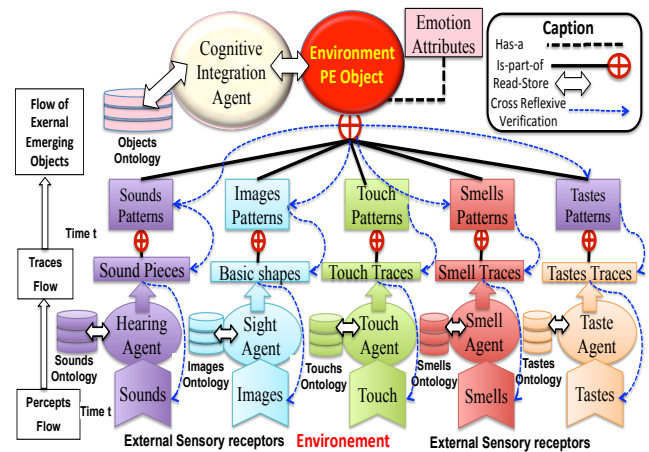 Cognitive
Integration
Agent
Environment
PE Object
Emotion
Attributes
Caption
Has-a
Is-part-of
Read-Store
Cross Reflexive
Verification
Flow of
Exernal
Emerging
Objects
Objects
Ontology
Sounds
Patterns
Images
Patterns
Touch
Patterns
Smells
Patterns
Tastes
Patterns
Time t
Traces
Flow
Sound Pieces
Basic shapes
Touch Traces
Smell Traces
Tastes Traces
Hearing
Agent
Sight
Agent
Touch
Agent
Smell
Agent
Taste
Agent
Sounds
Ontology
Images
Ontology
Touchs
Ontology
Smells
Ontology
Tastes
Ontology
Percepts
Flow
Time t
Sounds
Images
Touch
Smells
Tastes
External Sensory receptors
Environement
External Sensory receptors